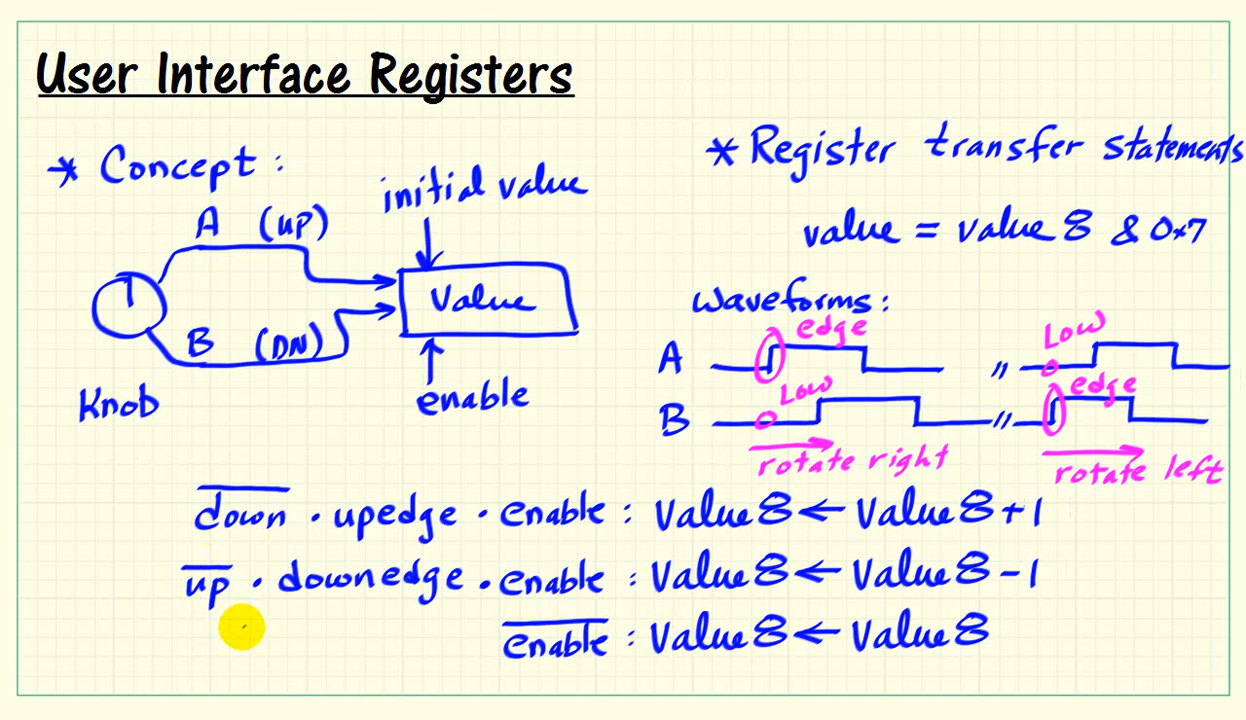 User Interface Registers
* Concept :
initial value
A (UP)
Value
B (DN)
Knob
enable
* Register transfer statements
value = value8 & 0x7
Waveforms :
edge
Low
A
Low
edge
B
rotate right
rotate left
down · upedge · enable : Value8 ← Value8 + 1
up · downedge · enable : Value8 ← Value8 - 1
enable : Value8 ← Value8